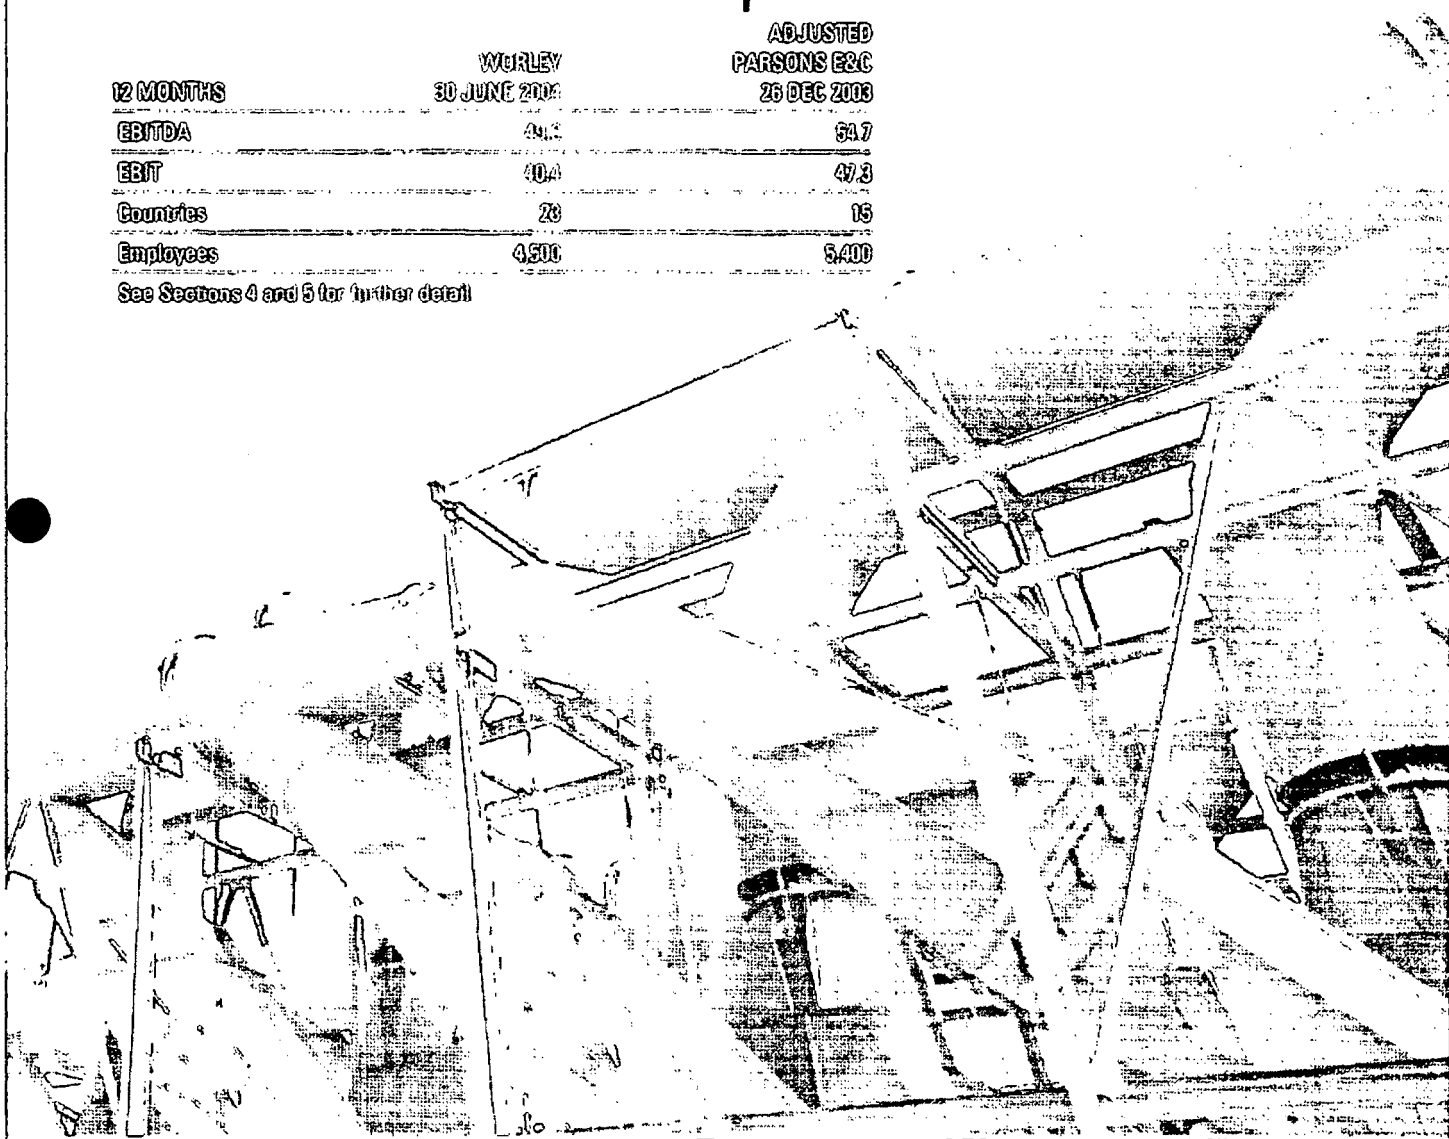 ADJUSTED
WORLEY PARSONS E&C
12 MONTHS 30 JUNE 2004 26 DEC 2003
EBITDA 54.7
EBIT 40.4 47.3
Countries 23 15
Employees 4,500 5,400
See Sections 4 and 5 for further detail